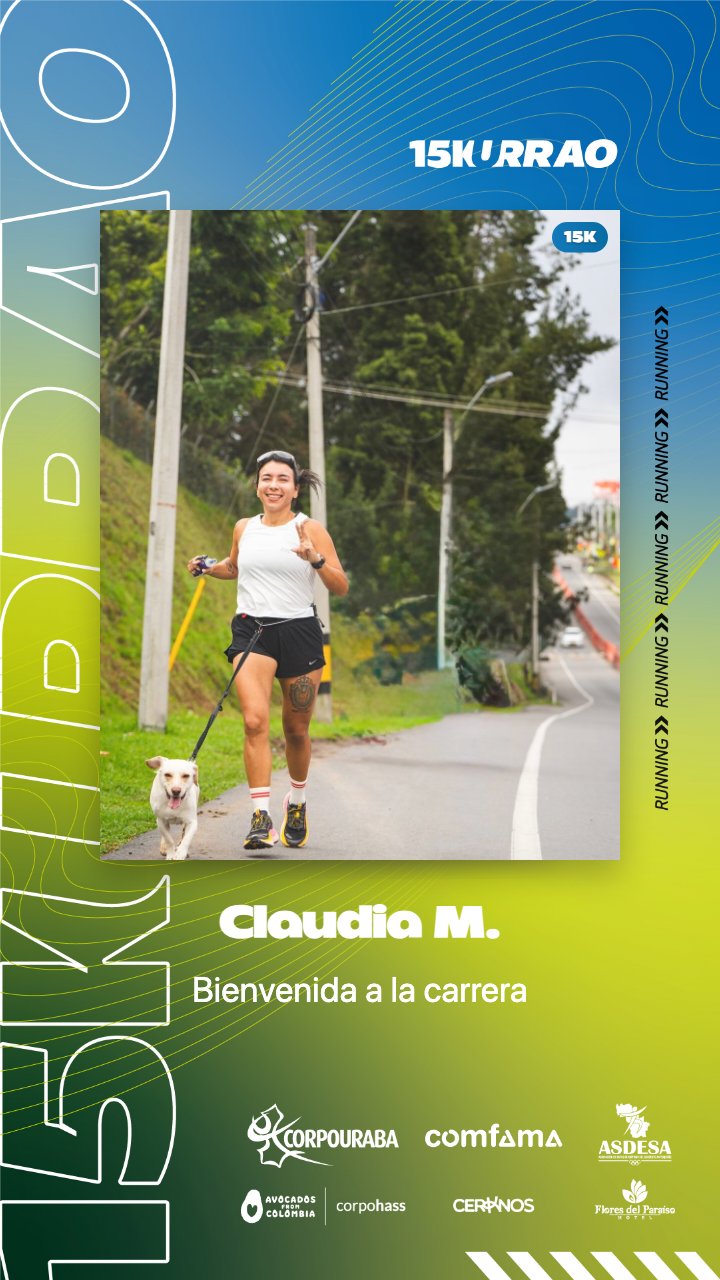 15KURRAO
15K
15KURRAO
RUNNING
RUNNING
RUNNING
RUNNING
RUNNING
Claudia M.
Bienvenida a la carrera
CORPOURABA
comfama
ASDESA
AVOCADOS
FROM
COLOMBIA
corpohass
CERKANOS
Flores del Paraíso
HOTEL